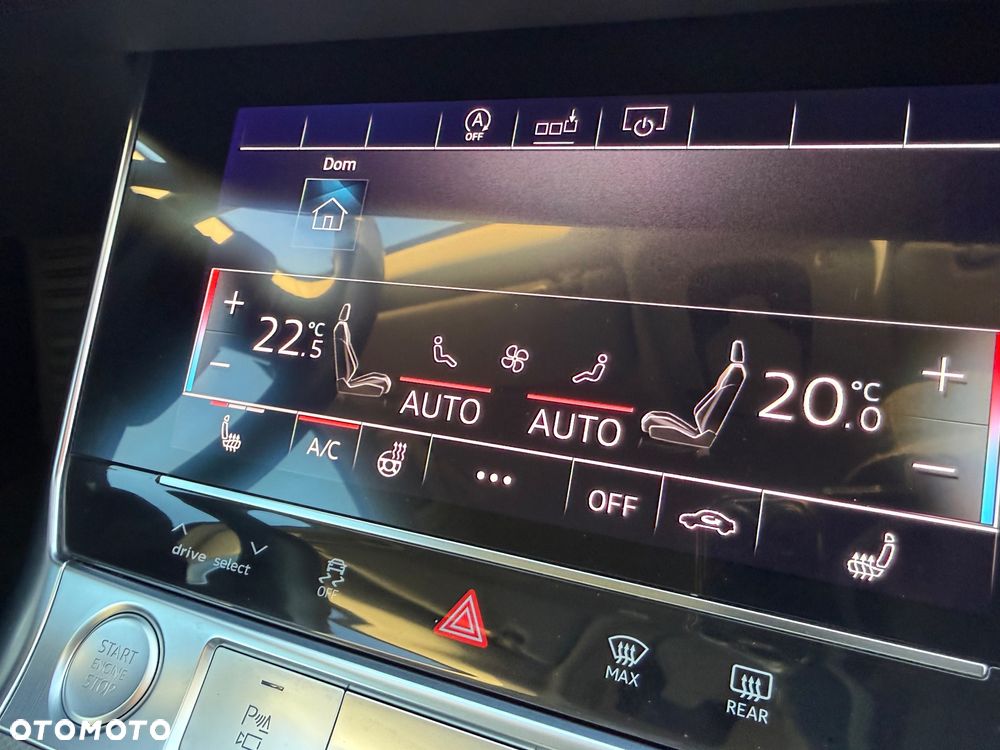 A
OFF
Dom
+
+
22.5 °C
20.0 °C
AUTO
AUTO
−
−
A/C
...
OFF
drive select
OFF
START
ENGINE
STOP
MAX
REAR
P
OTOMOTO